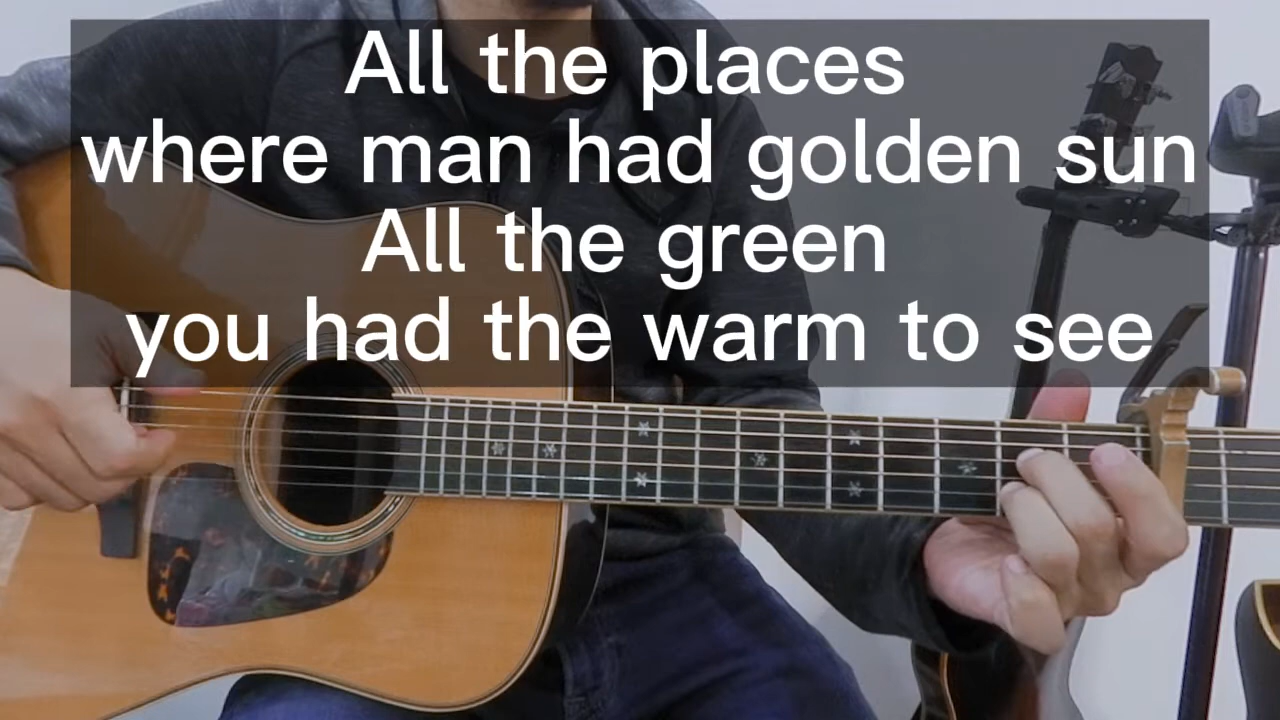 All the places
where man had golden sun
All the green
you had the warm to see